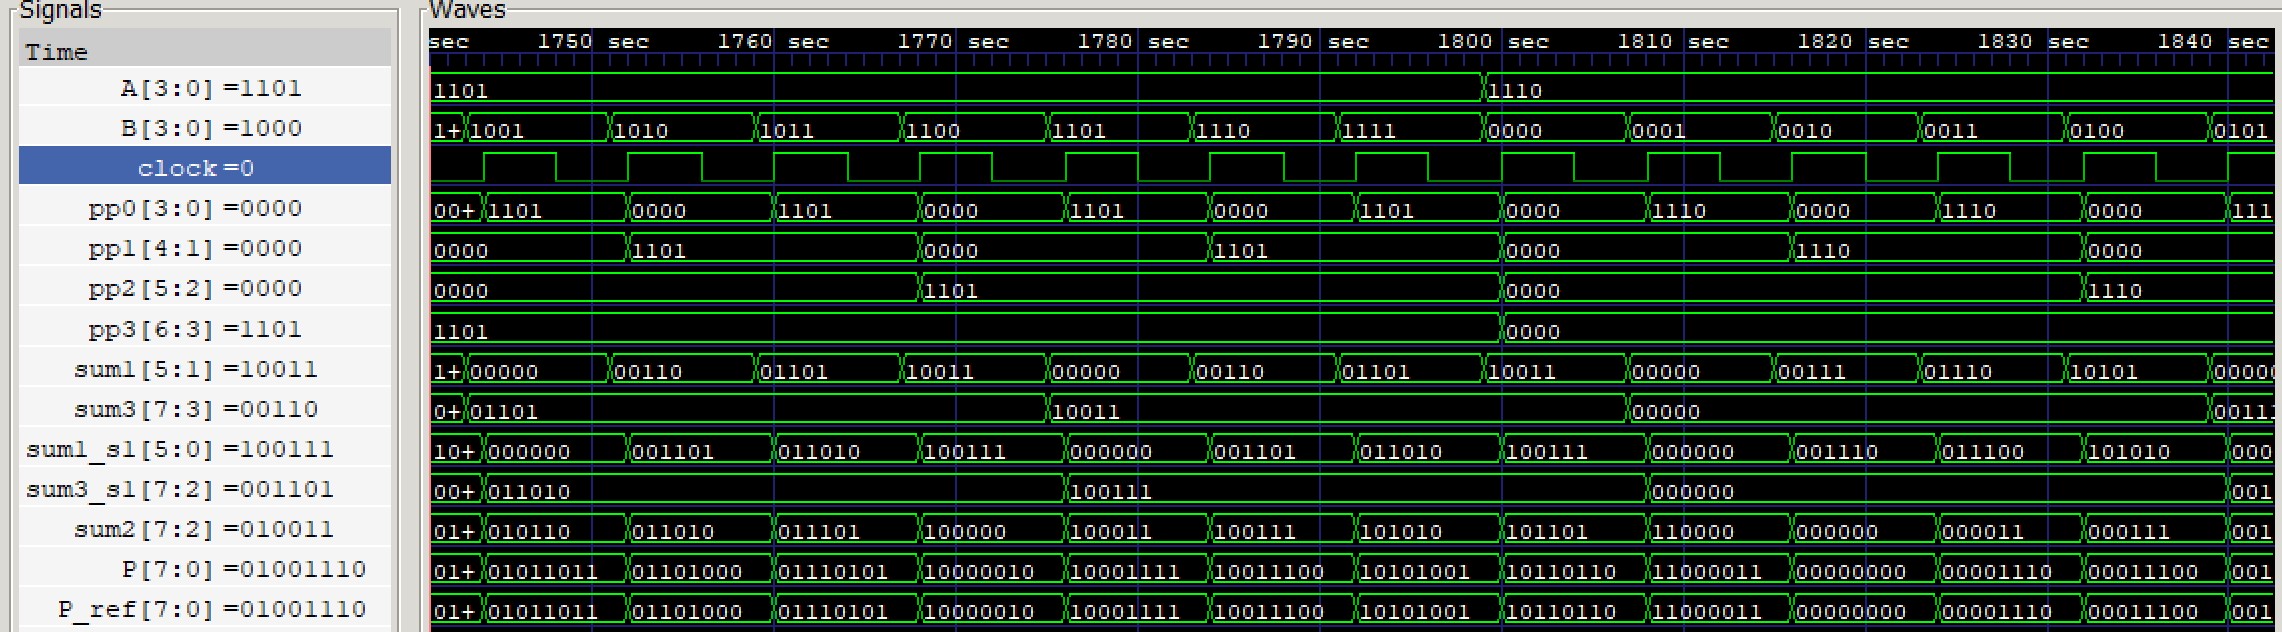 Signals Waves
Time sec 1750 sec 1760 sec 1770 sec 1780 sec 1790 sec 1800 sec 1810 sec 1820 sec 1830 sec 1840 sec
A[3:0] =1101 1101 1110
B[3:0] =1000 1+ 1001 1010 1011 1100 1101 1110 1111 0000 0001 0010 0011 0100 0101
clock=0
pp0[3:0] =0000 00+ 1101 0000 1101 0000 1101 0000 1101 0000 1110 0000 1110 0000 111
pp1[4:1] =0000 0000 1101 0000 1101 0000 1110 0000
pp2[5:2] =0000 0000 1101 0000 1110
pp3[6:3] =1101 1101 0000
sum1[5:1] =10011 1+ 00000 00110 01101 10011 00000 00110 01101 10011 00000 00111 01110 10101 00000
sum3[7:3] =00110 0+ 01101 10011 00000 00111
sum1_s1[5:0] =100111 10+ 000000 001101 011010 100111 000000 001101 011010 100111 000000 001110 011100 101010 000
sum3_s1[7:2] =001101 00+ 011010 100111 000000 001
sum2[7:2] =010011 01+ 010110 011010 011101 100000 100011 100111 101010 101101 110000 000000 000011 000111 001
P[7:0] =01001110 01+ 01011011 01101000 01110101 10000010 10001111 10011100 10101001 10110110 11000011 00000000 00001110 00011100 001
P_ref[7:0] =01001110 01+ 01011011 01101000 01110101 10000010 10001111 10011100 10101001 10110110 11000011 00000000 00001110 00011100 001